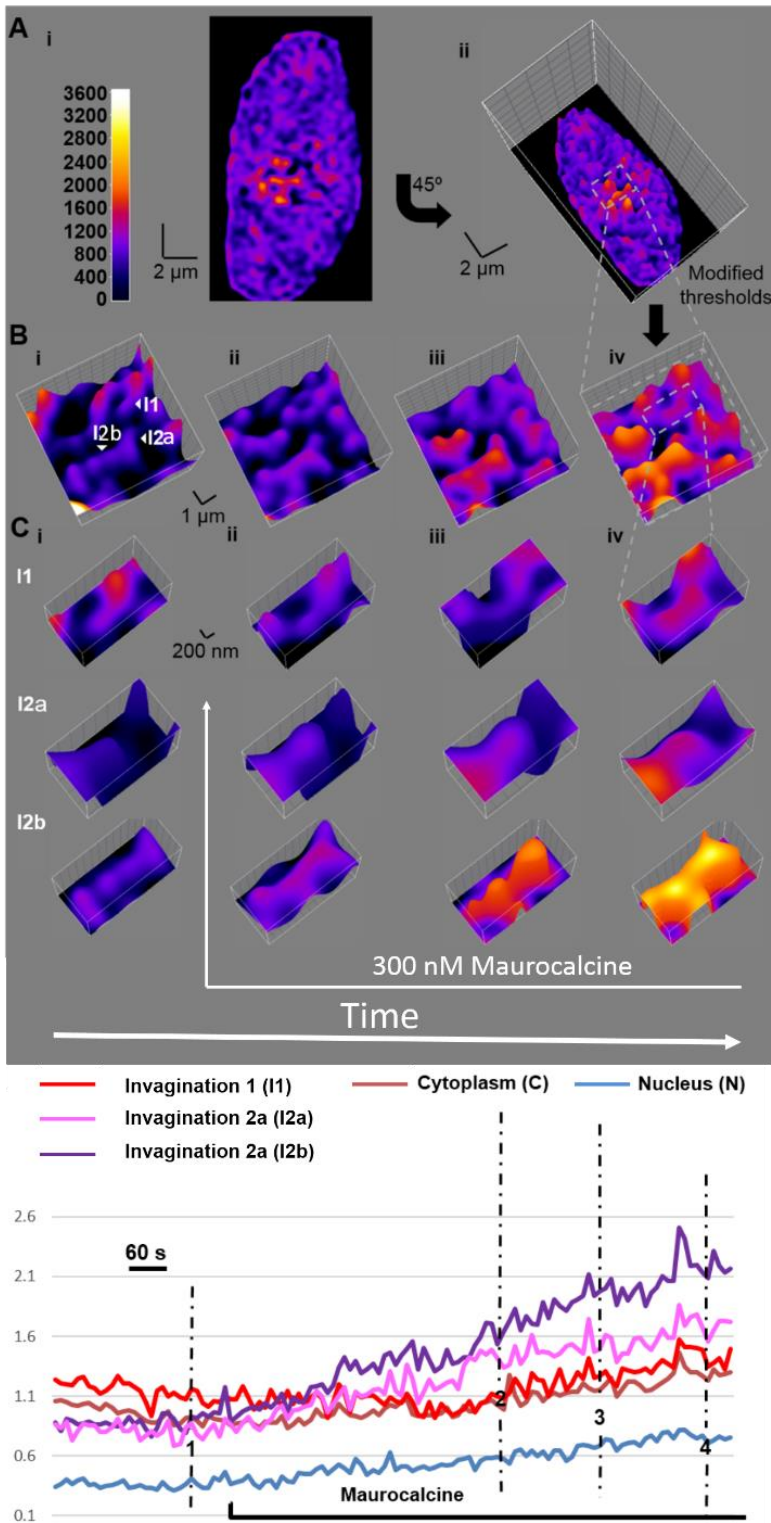 A
i
3600
3200
2800
2400
2000
1600
1200
800
400
0
2 µm
45º
ii
2 µm
Modified
thresholds
B
i
ii
iii
iv
I1
I2b
I2a
1 µm
C
i
ii
iii
iv
I1
200 nm
I2a
I2b
300 nM Maurocalcine
Time
Invagination 1 (I1)
Cytoplasm (C)
Nucleus (N)
Invagination 2a (I2a)
Invagination 2a (I2b)
2.6
60 s
2.1
1.6
1.1
2
3
1
4
0.6
Maurocalcine
0.1